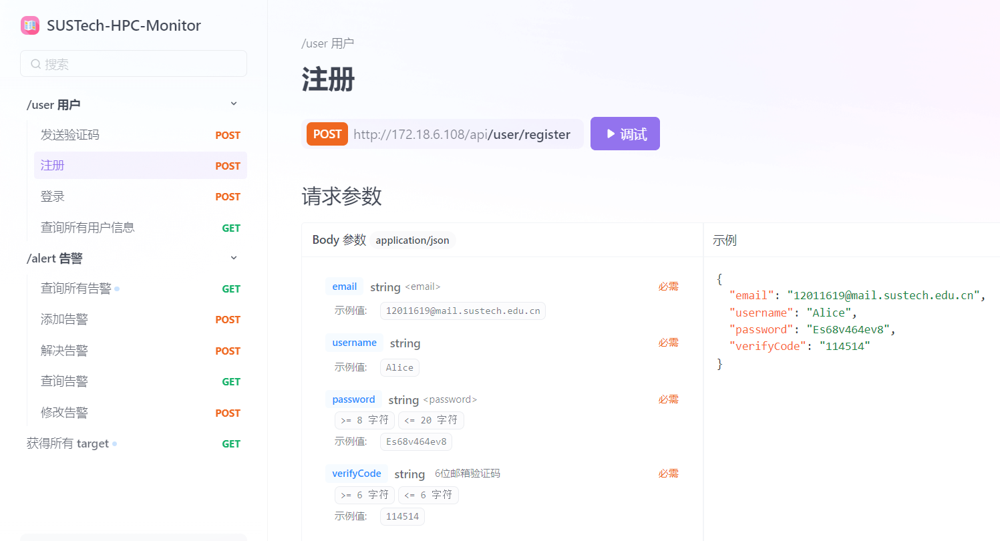 SUSTech-HPC-Monitor
搜索
/user 用户
发送验证码 POST
注册 POST
登录 POST
查询所有用户信息 GET
/alert 告警
查询所有告警 GET
添加告警 POST
解决告警 POST
查询告警 GET
修改告警 POST
获得所有 target GET
/user 用户
注册
POST http://172.18.6.108/api/user/register 调试
请求参数
Body 参数 application/json
email string <email> 必需
示例值: 12011619@mail.sustech.edu.cn
username string 必需
示例值: Alice
password string <password> 必需
>= 8 字符 <= 20 字符
示例值: Es68v464ev8
verifyCode string 6位邮箱验证码 必需
>= 6 字符 <= 6 字符
示例值: 114514
示例
{
"email": "12011619@mail.sustech.edu.cn",
"username": "Alice",
"password": "Es68v464ev8",
"verifyCode": "114514"
}